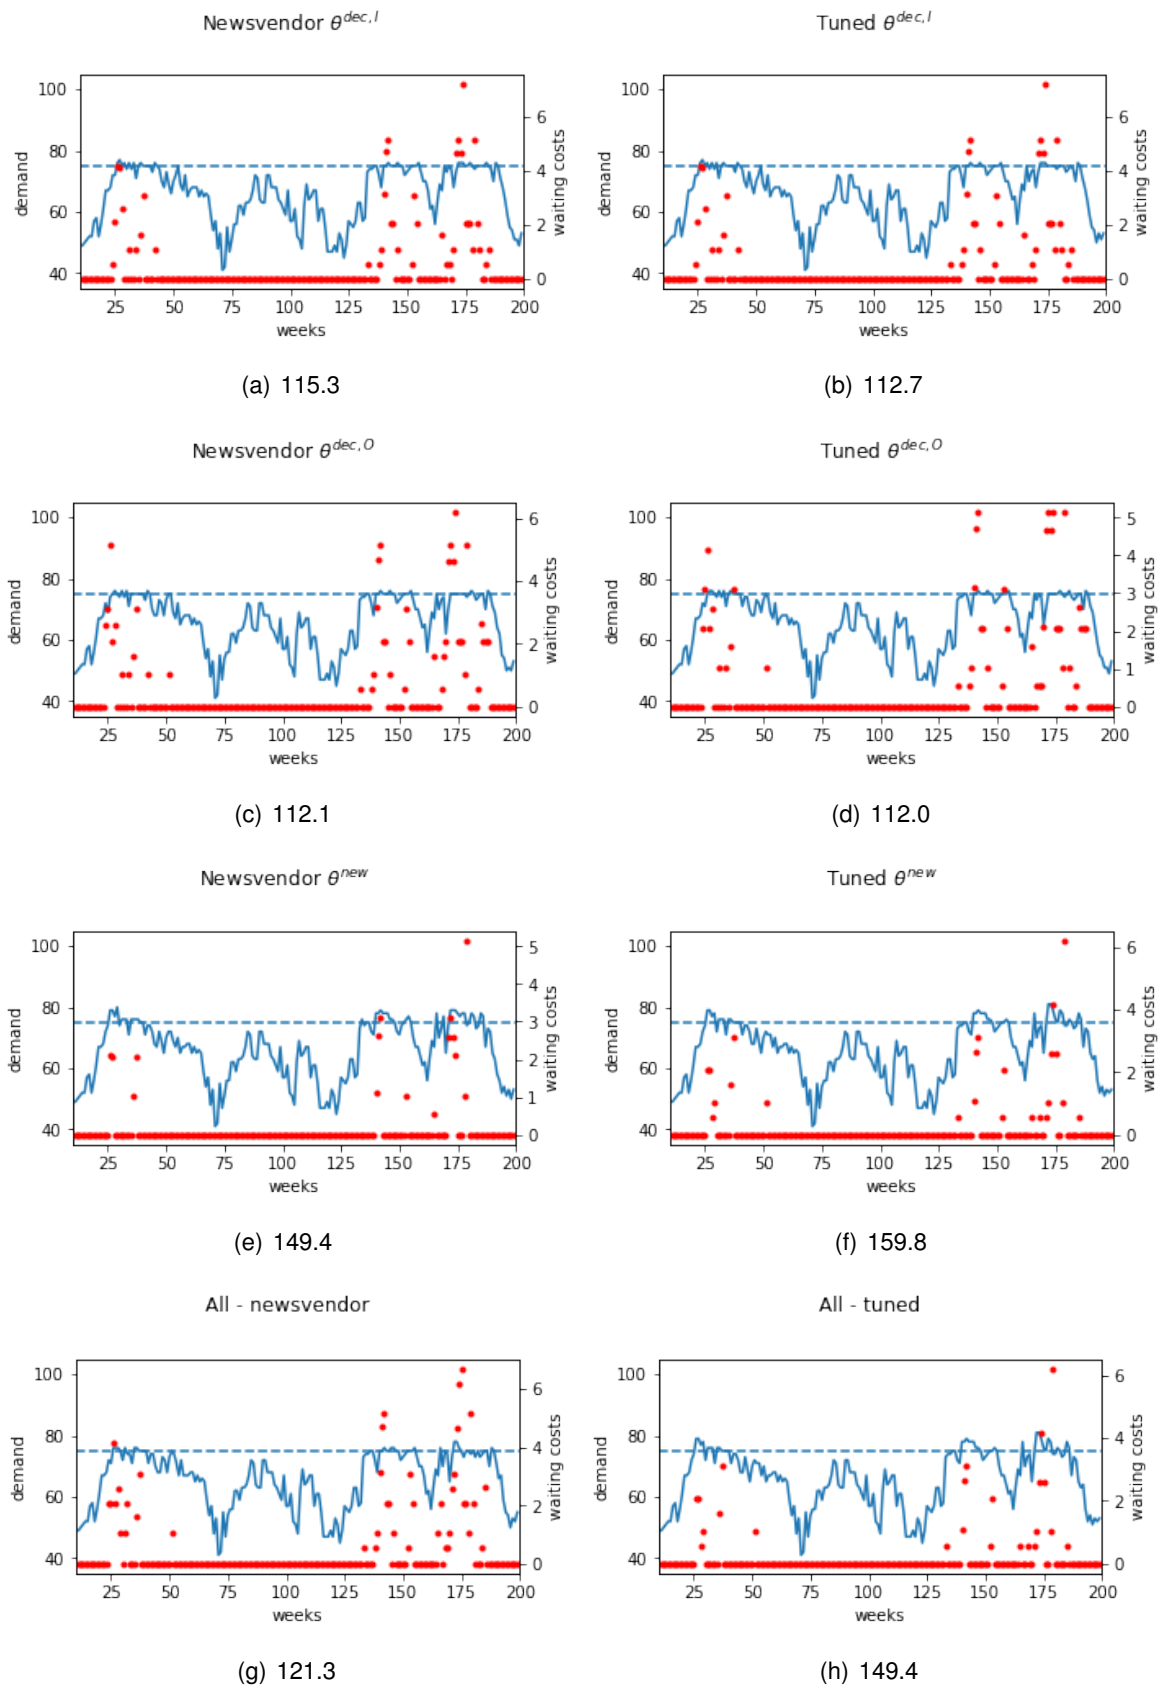 Newsvendor θ^{dec,I}
Tuned θ^{dec,I}
100
80
60
40
demand
6
4
2
0
waiting costs
25 50 75 100 125 150 175 200
weeks
100
80
60
40
demand
6
4
2
0
waiting costs
25 50 75 100 125 150 175 200
weeks
(a) 115.3
(b) 112.7
Newsvendor θ^{dec,O}
Tuned θ^{dec,O}
100
80
60
40
demand
6
5
4
3
2
1
0
waiting costs
25 50 75 100 125 150 175 200
weeks
100
80
60
40
demand
5
4
3
2
1
0
waiting costs
25 50 75 100 125 150 175 200
weeks
(c) 112.1
(d) 112.0
Newsvendor θ^{new}
Tuned θ^{new}
100
80
60
40
demand
5
4
3
2
1
0
waiting costs
25 50 75 100 125 150 175 200
weeks
100
80
60
40
demand
6
4
2
0
waiting costs
25 50 75 100 125 150 175 200
weeks
(e) 149.4
(f) 159.8
All - newsvendor
All - tuned
100
80
60
40
demand
6
4
2
0
waiting costs
25 50 75 100 125 150 175 200
weeks
100
80
60
40
demand
6
4
2
0
waiting costs
25 50 75 100 125 150 175 200
weeks
(g) 121.3
(h) 149.4